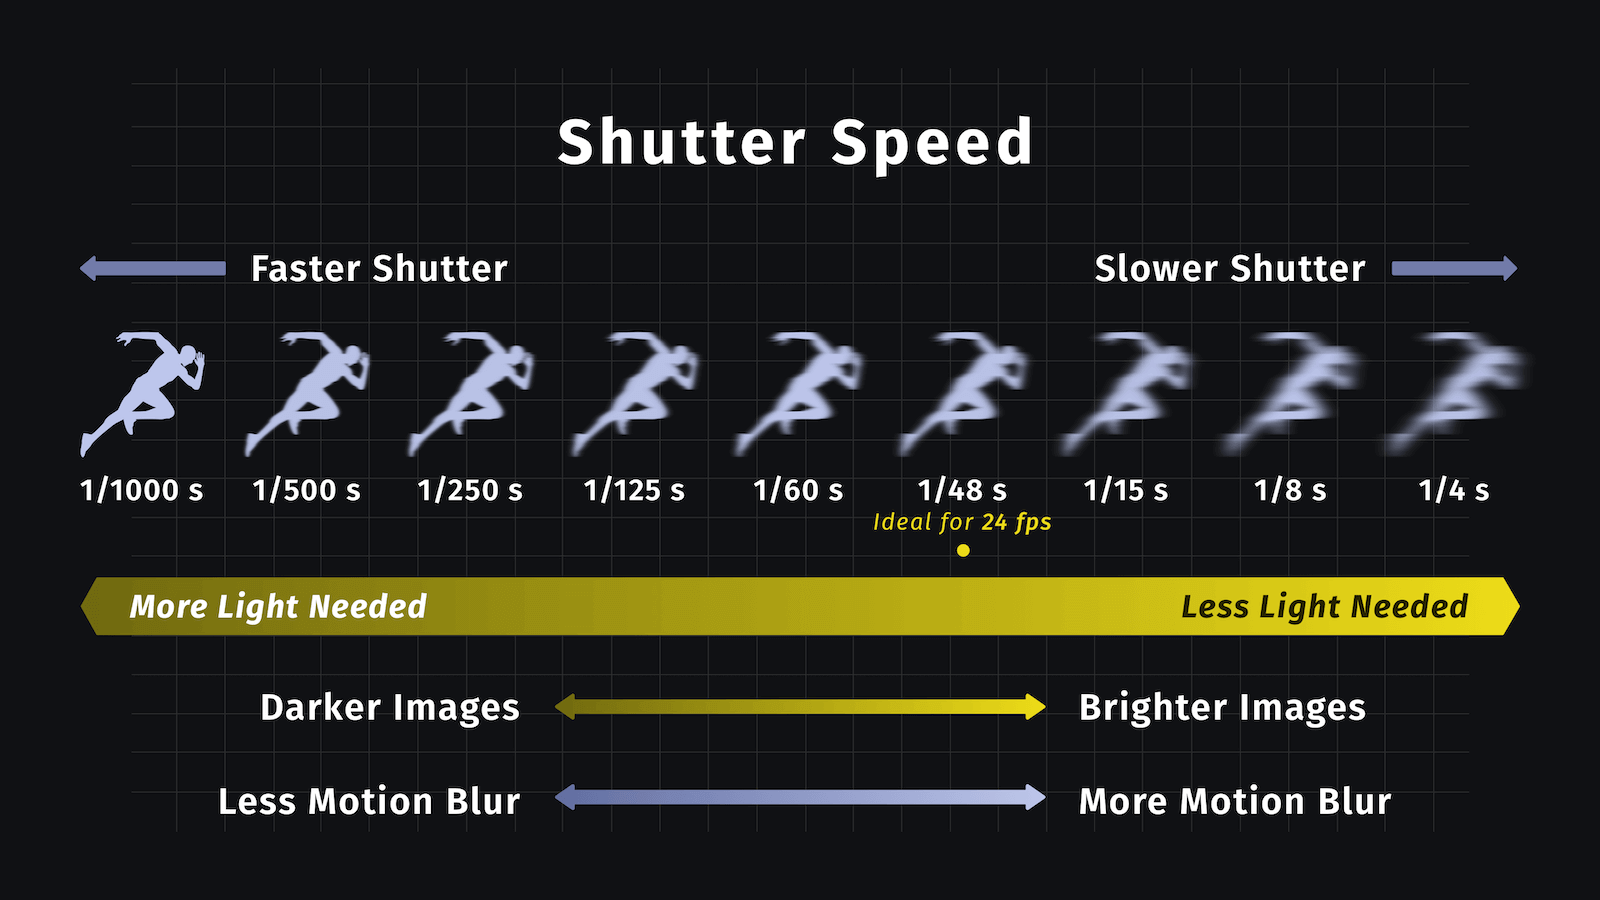 Shutter Speed
Faster Shutter
Slower Shutter
1/1000 s
1/500 s
1/250 s
1/125 s
1/60 s
1/48 s
1/15 s
1/8 s
1/4 s
Ideal for 24 fps
More Light Needed
Less Light Needed
Darker Images
Brighter Images
Less Motion Blur
More Motion Blur